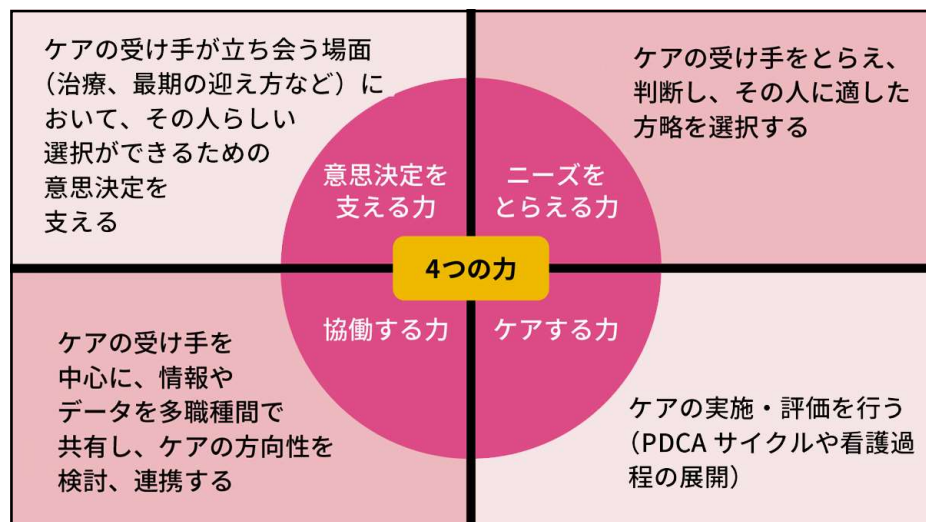 ケアの受け手が立ち会う場面
（治療、最期の迎え方など）に
おいて、その人らしい
選択ができるための
意思決定を
支える
ケアの受け手をとらえ、
判断し、その人に適した
方略を選択する
意思決定を
支える力
ニーズを
とらえる力
4つの力
協働する力
ケアする力
ケアの受け手を
中心に、情報や
データを多職種間で
共有し、ケアの方向性を
検討、連携する
ケアの実施・評価を行う
（PDCA サイクルや看護過
程の展開）